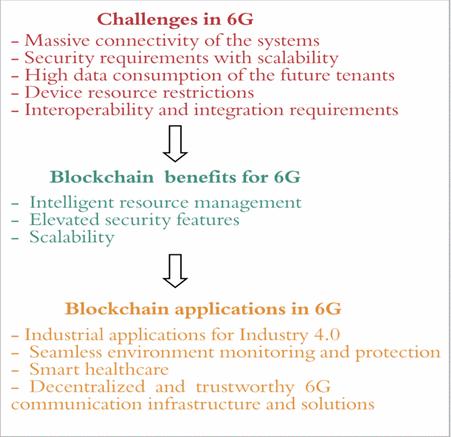 Challenges in 6G
- Massive connectivity of the systems
- Security requirements with scalability
- High data consumption of the future tenants
- Device resource restrictions
- Interoperability and integration requirements
Blockchain benefits for 6G
- Intelligent resource management
- Elevated security features
- Scalability
Blockchain applications in 6G
- Industrial applications for Industry 4.0
- Seamless environment monitoring and protection
- Smart healthcare
- Decentralized and trustworthy 6G
communication infrastructure and solutions